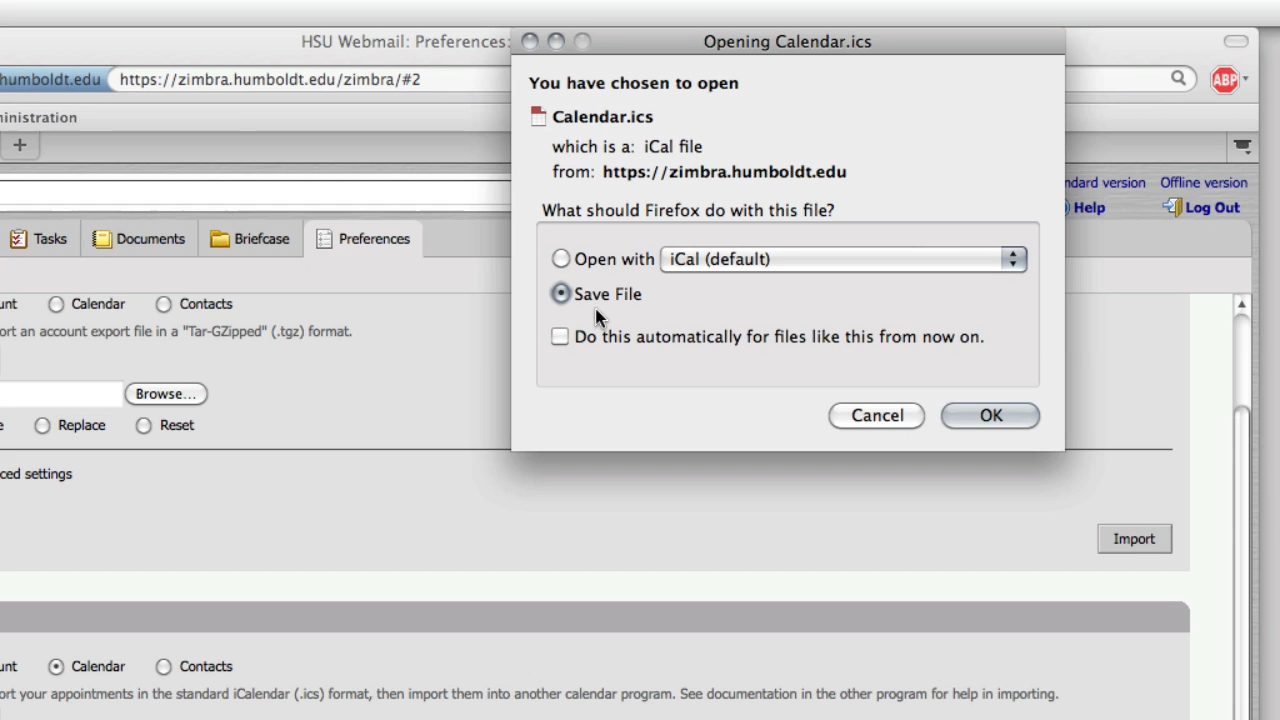 HSU Webmail: Preferences:
Opening Calendar.ics
humboldt.edu
https://zimbra.humboldt.edu/zimbra/#2
ABP
ministration
+
You have chosen to open
Calendar.ics
which is a: iCal file
from: https://zimbra.humboldt.edu
What should Firefox do with this file?
Open with iCal (default)
Save File
Do this automatically for files like this from now on.
Cancel
OK
ndard version
Offline version
Help
Log Out
Tasks
Documents
Briefcase
Preferences
unt
Calendar
Contacts
ort an account export file in a "Tar-GZipped" (.tgz) format.
Browse...
e
Replace
Reset
ced settings
Import
unt
Calendar
Contacts
ort your appointments in the standard iCalendar (.ics) format, then import them into another calendar program. See documentation in the other program for help in importing.